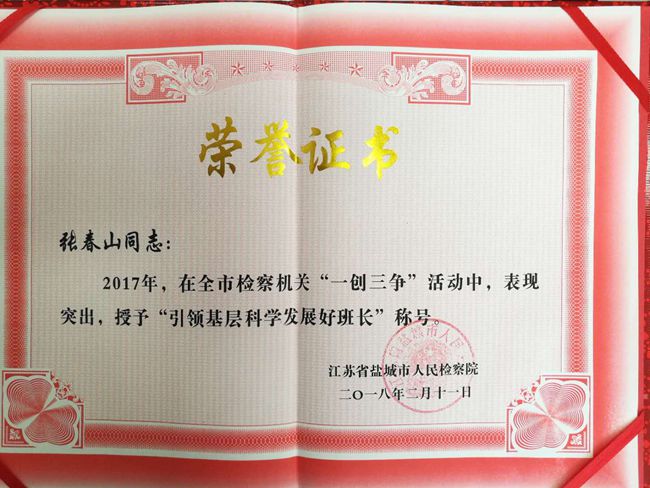 荣誉证书
张春山同志：
2017年，在全市检察机关“一创三争”活动中，表现
突出，授予“引领基层科学发展好班长”称号。
江苏省盐城市人民检察院
二〇一八年二月十一日